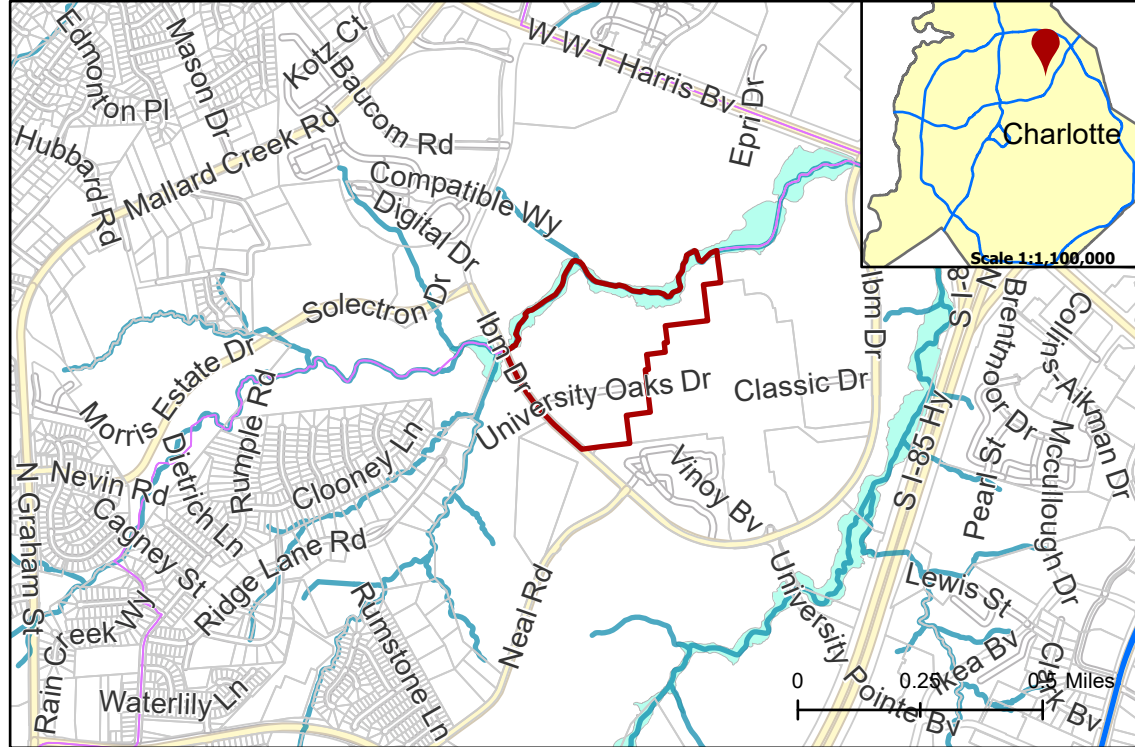 Edmonton Pl
Mason Dr
Kotz Ct
Baucom Rd
W W T Harris Bv
Epri Dr
Hubbard Rd
Mallard Creek Rd
Compatible Wy
Digital Dr
Solectron Dr
Ibm Dr
Morris Estate Dr
Rumple Rd
University Oaks Dr
Classic Dr
Ibm Dr
Clooney Ln
Nevin Rd
Dietrich Ln
N Graham St
Cagney St
Ridge Lane Rd
Vinoy Bv
Neal Rd
Rumstone Ln
Rain Creek Wy
Waterlily Ln
University Pointe Bv
S I-85 Hy
Brentmoor Dr
Collins-Aikman Dr
Pearl St
Mccullough Dr
Lewis St
Ikea Bv
Clark Bv
Charlotte
Scale 1:1,100,000
0 0.25 0.5 Miles